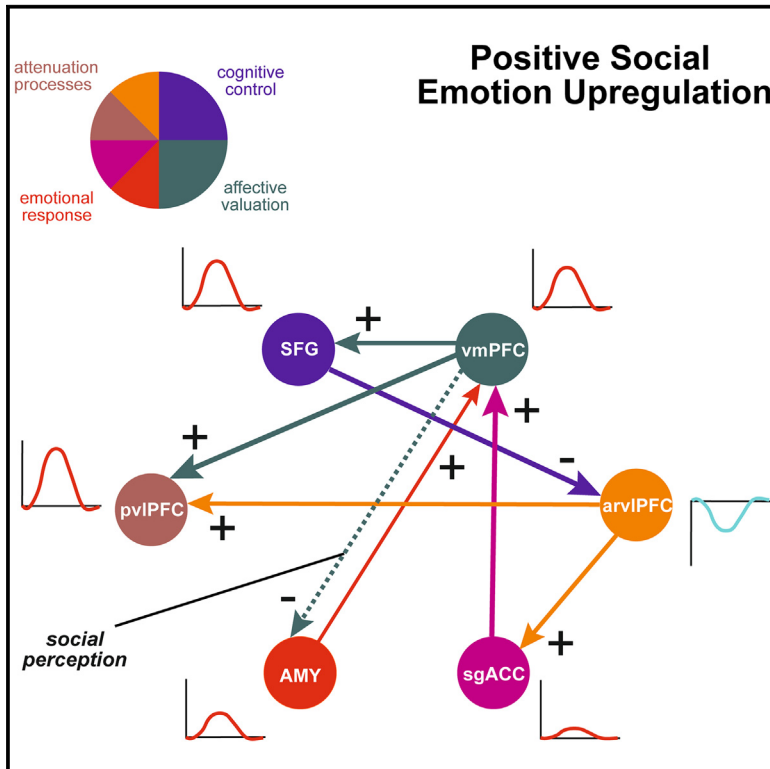 Positive Social
Emotion Upregulation
attenuation
processes
cognitive
control
emotional
response
affective
valuation
SFG
+
vmPFC
+
+
+
-
pvlPFC
+
arvlPFC
-
+
social
perception
AMY
sgACC